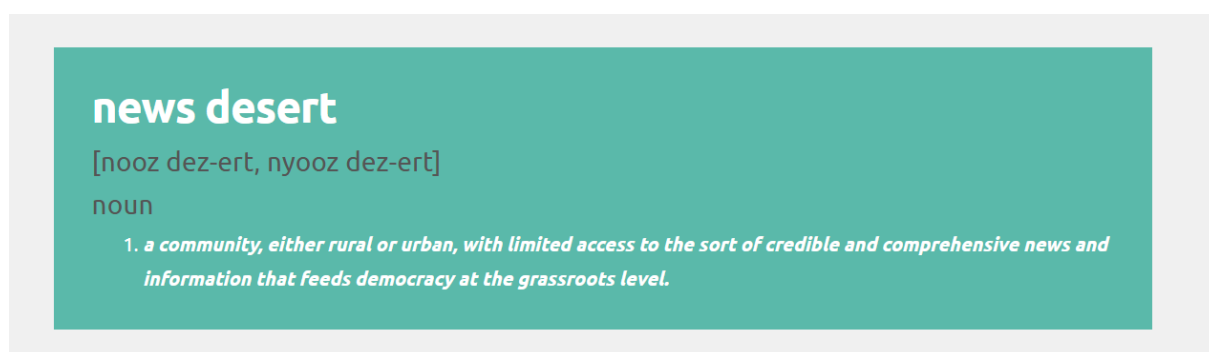 news desert
[nooz dez-ert, nyooz dez-ert]
noun
1. a community, either rural or urban, with limited access to the sort of credible and comprehensive news and
information that feeds democracy at the grassroots level.